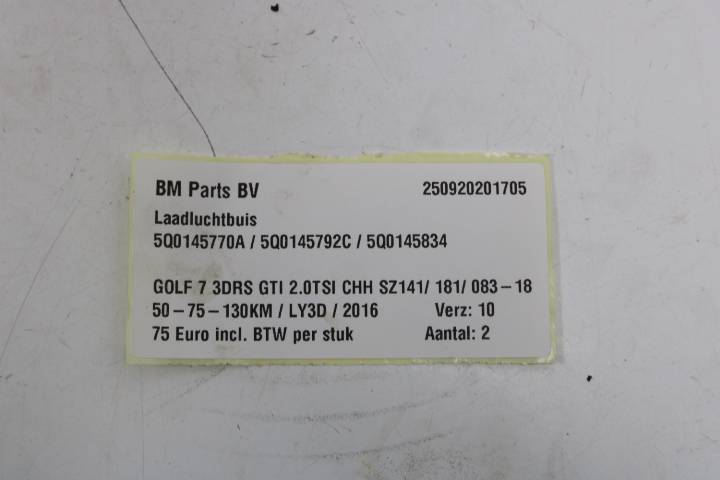 BM Parts BV 250920201705
Laadluchtbuis
5Q0145770A / 5Q0145792C / 5Q0145834
GOLF 7 3DRS GTI 2.0TSI CHH SZ141/ 181/ 083-18
50-75-130KM / LY3D / 2016 Verz: 10
75 Euro incl. BTW per stuk Aantal: 2